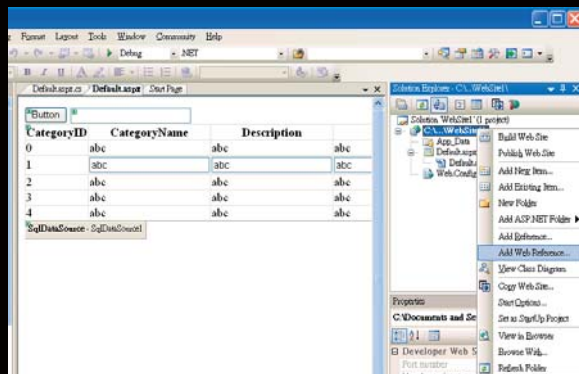 Format Layout Tools Window Community Help
Debug .NET
B I U A
Default.aspx.cs Default.aspx Start Page
Button
CategoryID CategoryName Description
0 abc abc abc
1 abc abc abc
2 abc abc abc
3 abc abc abc
4 abc abc abc
SqlDataSource - SqlDataSource1
Solution Explorer - C:\...\WebSite1\
Solution 'WebSite1' (1 project)
C:\...\WebSite
App_Data
Default.aspx
Default.
Web.Config
Build Web Site
Publish Web Site
Add New Item...
Add Existing Item...
New Folder
Add ASP.NET Folder
Add Reference...
Add Web Reference...
View Class Diagram
Copy Web Site...
Start Options...
Set as StartUp Project
View in Browser
Browse With...
Refresh Folder
Properties
C:\Documents and Se
Developer Web S
Port number